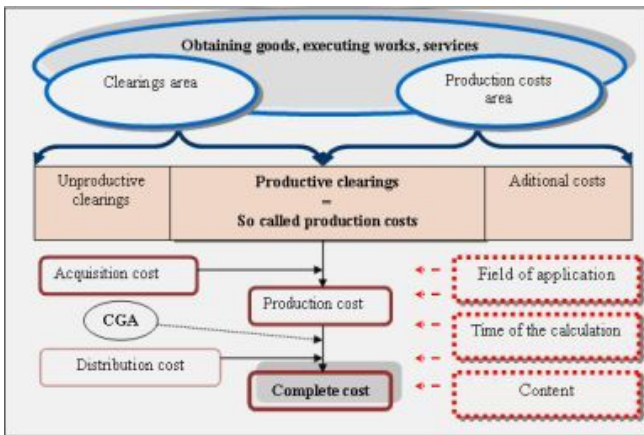 Obtaining goods, executing works, services
Clearings area
Production costs
area
Unproductive
clearings
Productive clearings
=
So called production costs
Aditional costs
Acquisition cost
Field of application
Production cost
CGA
Time of the calculation
Distribution cost
Complete cost
Content